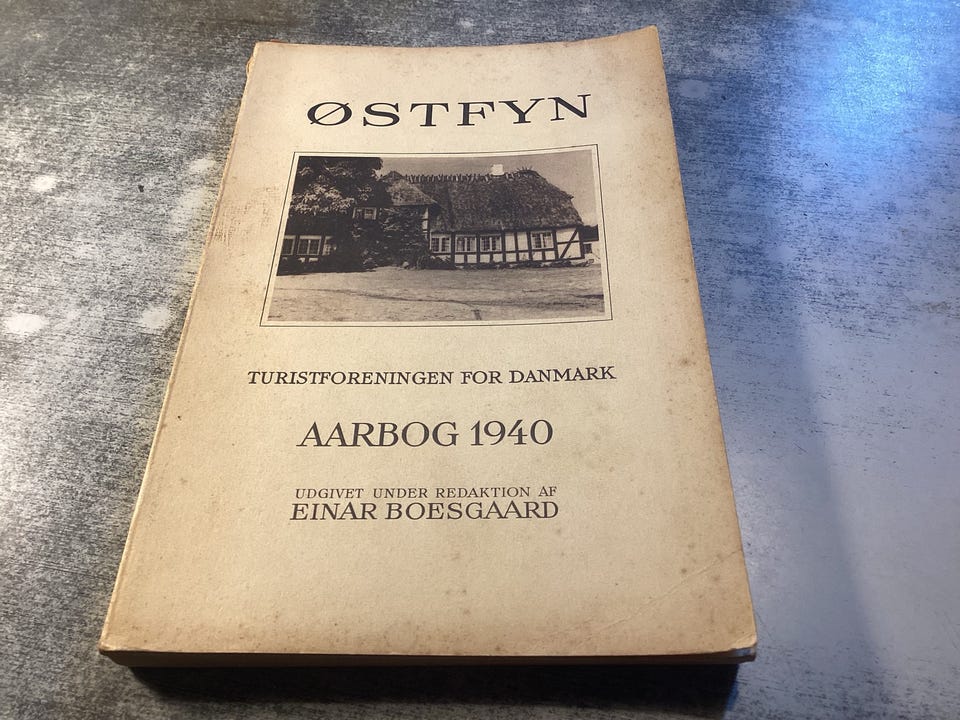 ØSTFYN
TURISTFORENINGEN FOR DANMARK
AARBOG 1940
UDGIVET UNDER REDAKTION AF
EINAR BOESGAARD